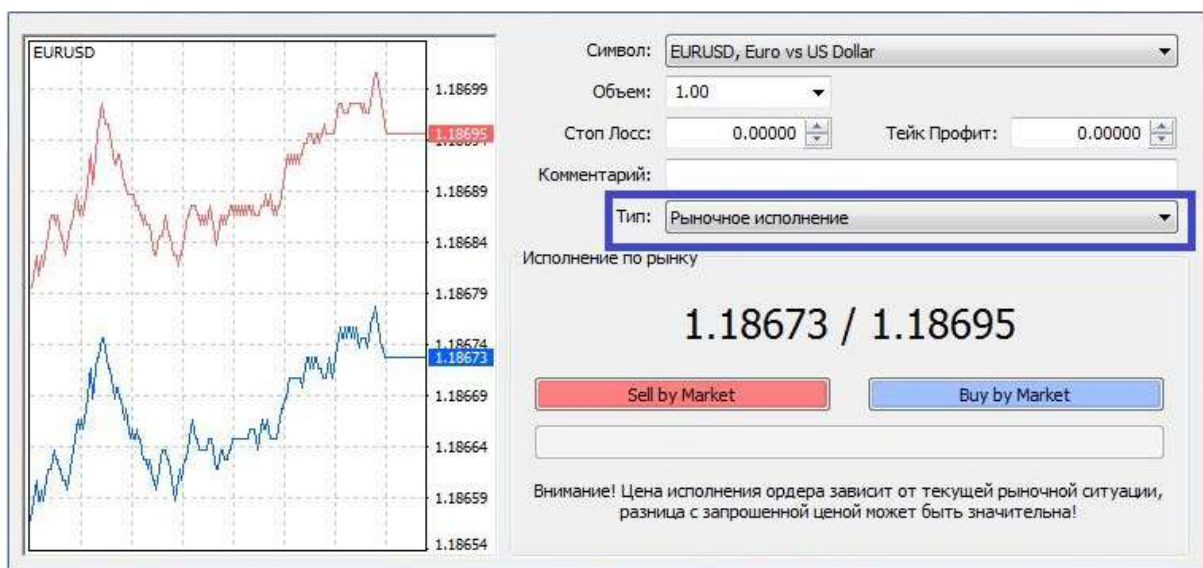 EURUSD
1.18699
1.18695
1.18689
1.18684
1.18679
1.18674
1.18673
1.18669
1.18664
1.18659
1.18654
Символ: EURUSD, Euro vs US Dollar
Объем: 1.00
Стоп Лосс: 0.00000 Тейк Профит: 0.00000
Комментарий:
Тип: Рыночное исполнение
Исполнение по рынку
1.18673 / 1.18695
Sell by Market Buy by Market
Внимание! Цена исполнения ордера зависит от текущей рыночной ситуации,
разница с запрошенной ценой может быть значительна!